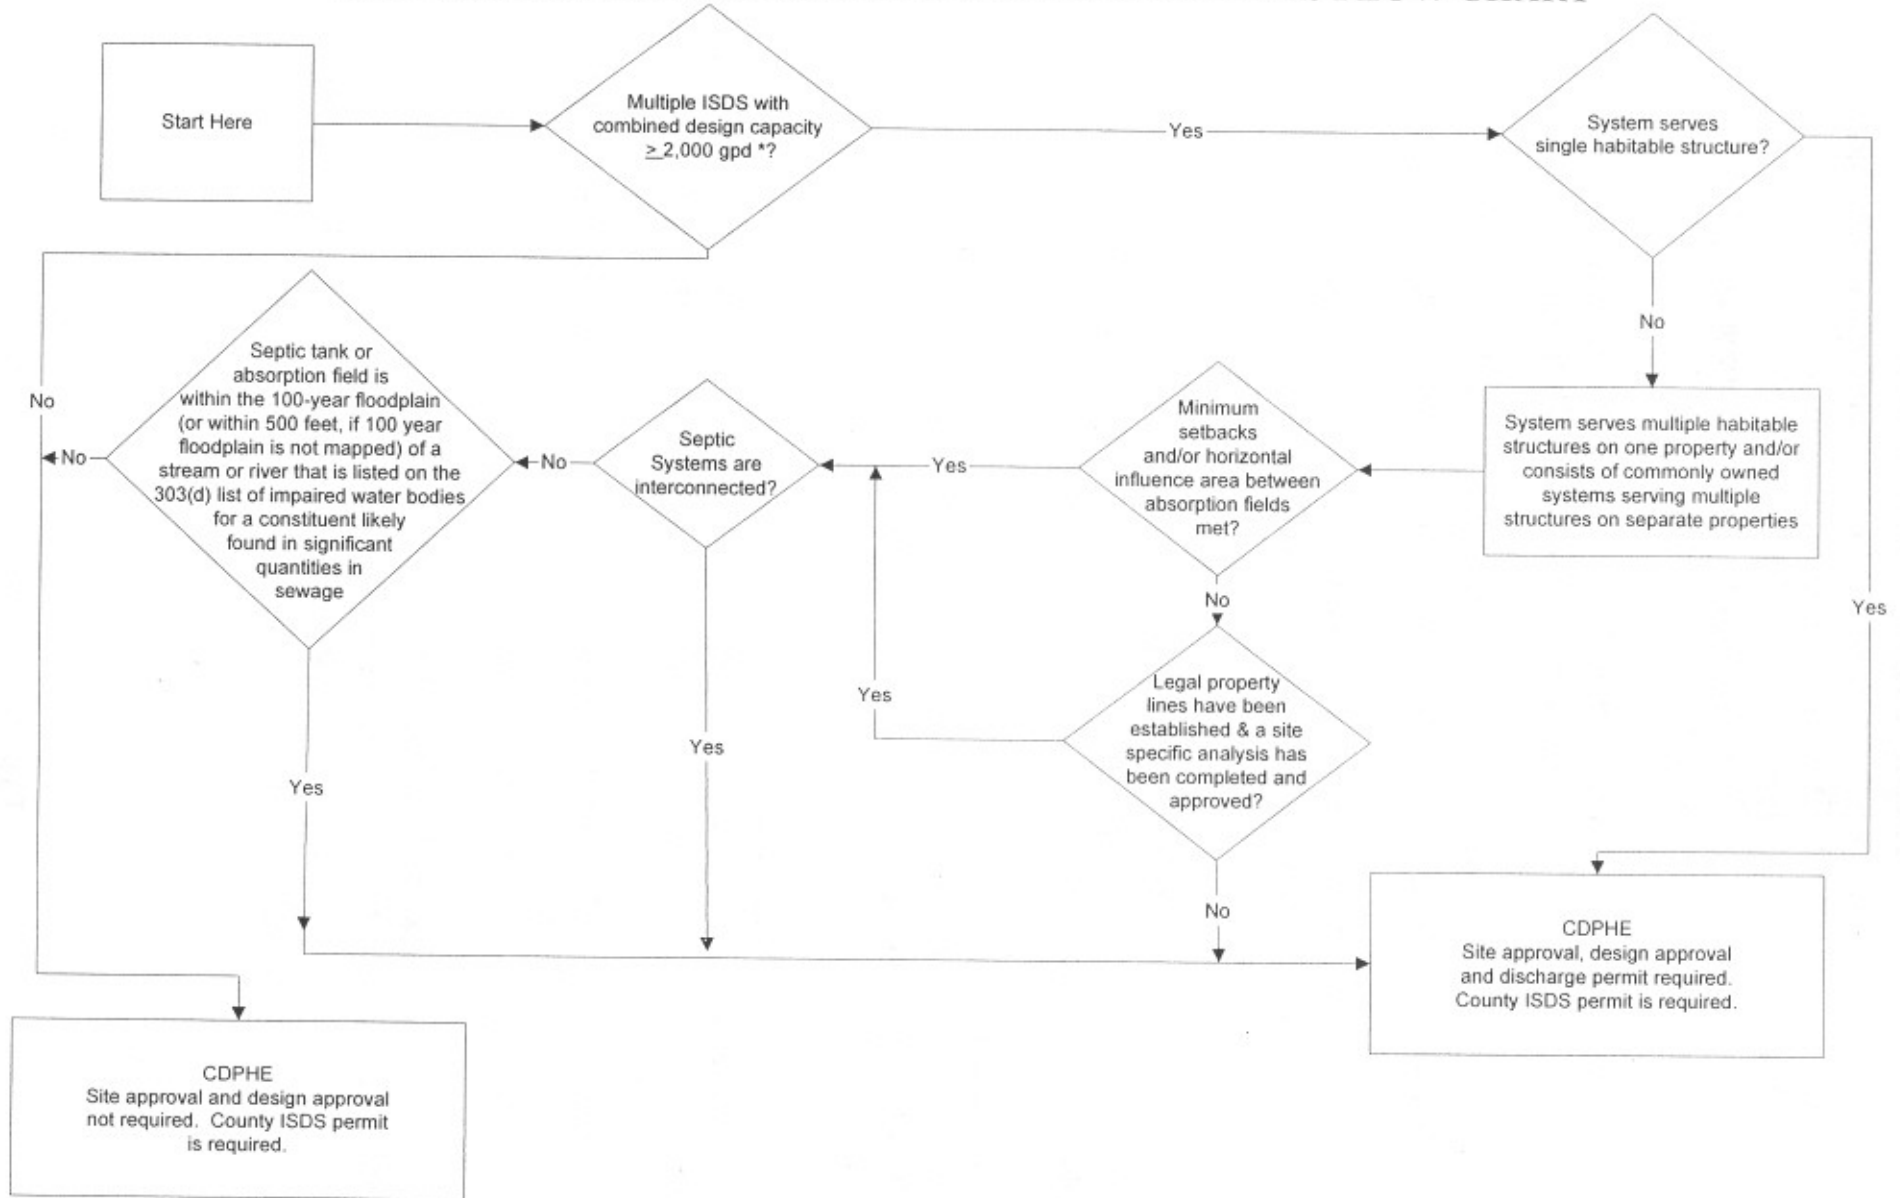 Start Here
Multiple ISDS with
combined design capacity
≥ 2,000 gpd *?
Yes
System serves
single habitable structure?
No
Yes
System serves multiple habitable
structures on one property and/or
consists of commonly owned
systems serving multiple
structures on separate properties
Minimum
setbacks
and/or horizontal
influence area between
absorption fields
met?
Yes
No
Legal property
lines have been
established & a site
specific analysis has
been completed and
approved?
Yes
No
Septic
Systems are
interconnected?
No
Yes
Septic tank or
absorption field is
within the 100-year floodplain
(or within 500 feet, if 100 year
floodplain is not mapped) of a
stream or river that is listed on the
303(d) list of impaired water bodies
for a constituent likely
found in significant
quantities in
sewage
No
Yes
No
CDPHE
Site approval, design approval
and discharge permit required.
County ISDS permit is required.
CDPHE
Site approval and design approval
not required. County ISDS permit
is required.